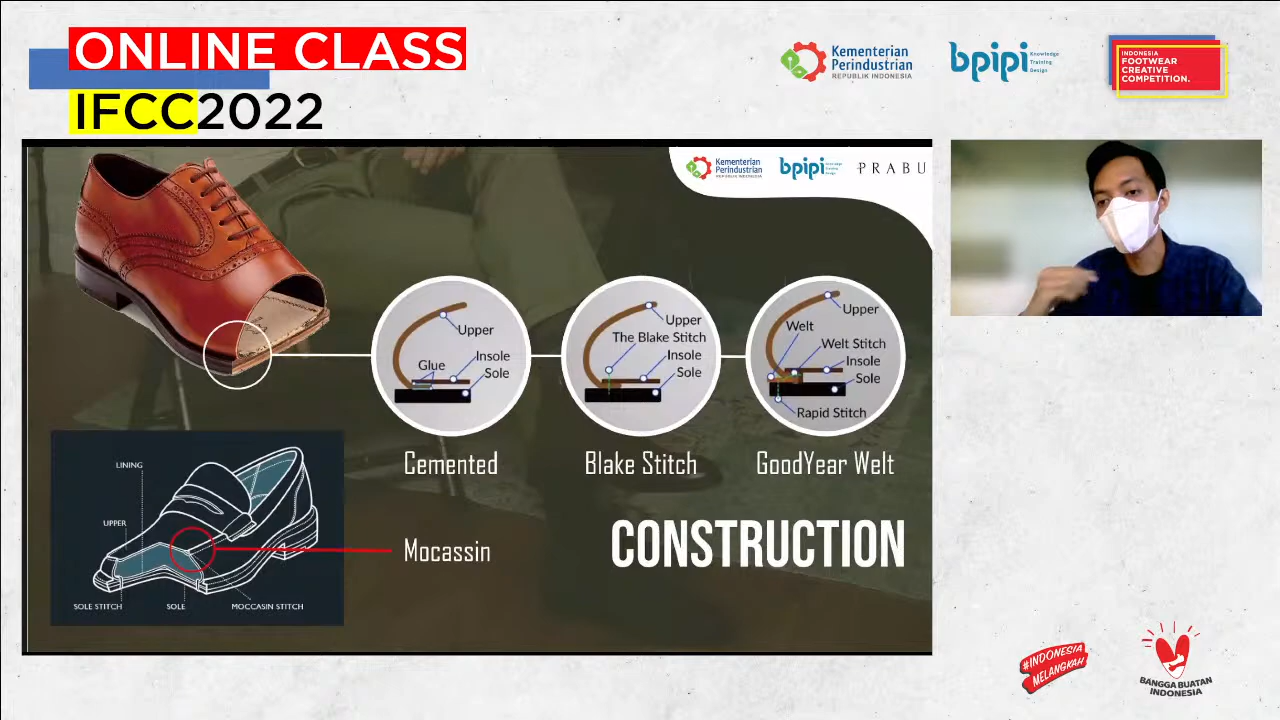 ONLINE CLASS
IFCC2022
Kementerian
Perindustrian
REPUBLIK INDONESIA
bpipi
Knowledge
Training
Design
INDONESIA
FOOTWEAR
CREATIVE
COMPETITION.
Kementerian
Perindustrian
REPUBLIK INDONESIA
bpipi
PRABU
Upper
Glue
Insole
Sole
Cemented
Upper
The Blake Stitch
Insole
Sole
Blake Stitch
Upper
Welt
Welt Stitch
Insole
Sole
Rapid Stitch
GoodYear Welt
LINING
UPPER
SOLE STITCH
SOLE
MOCCASIN STITCH
Mocassin
CONSTRUCTION
#INDONESIA
MELANGKAH
BANGGA BUATAN
INDONESIA